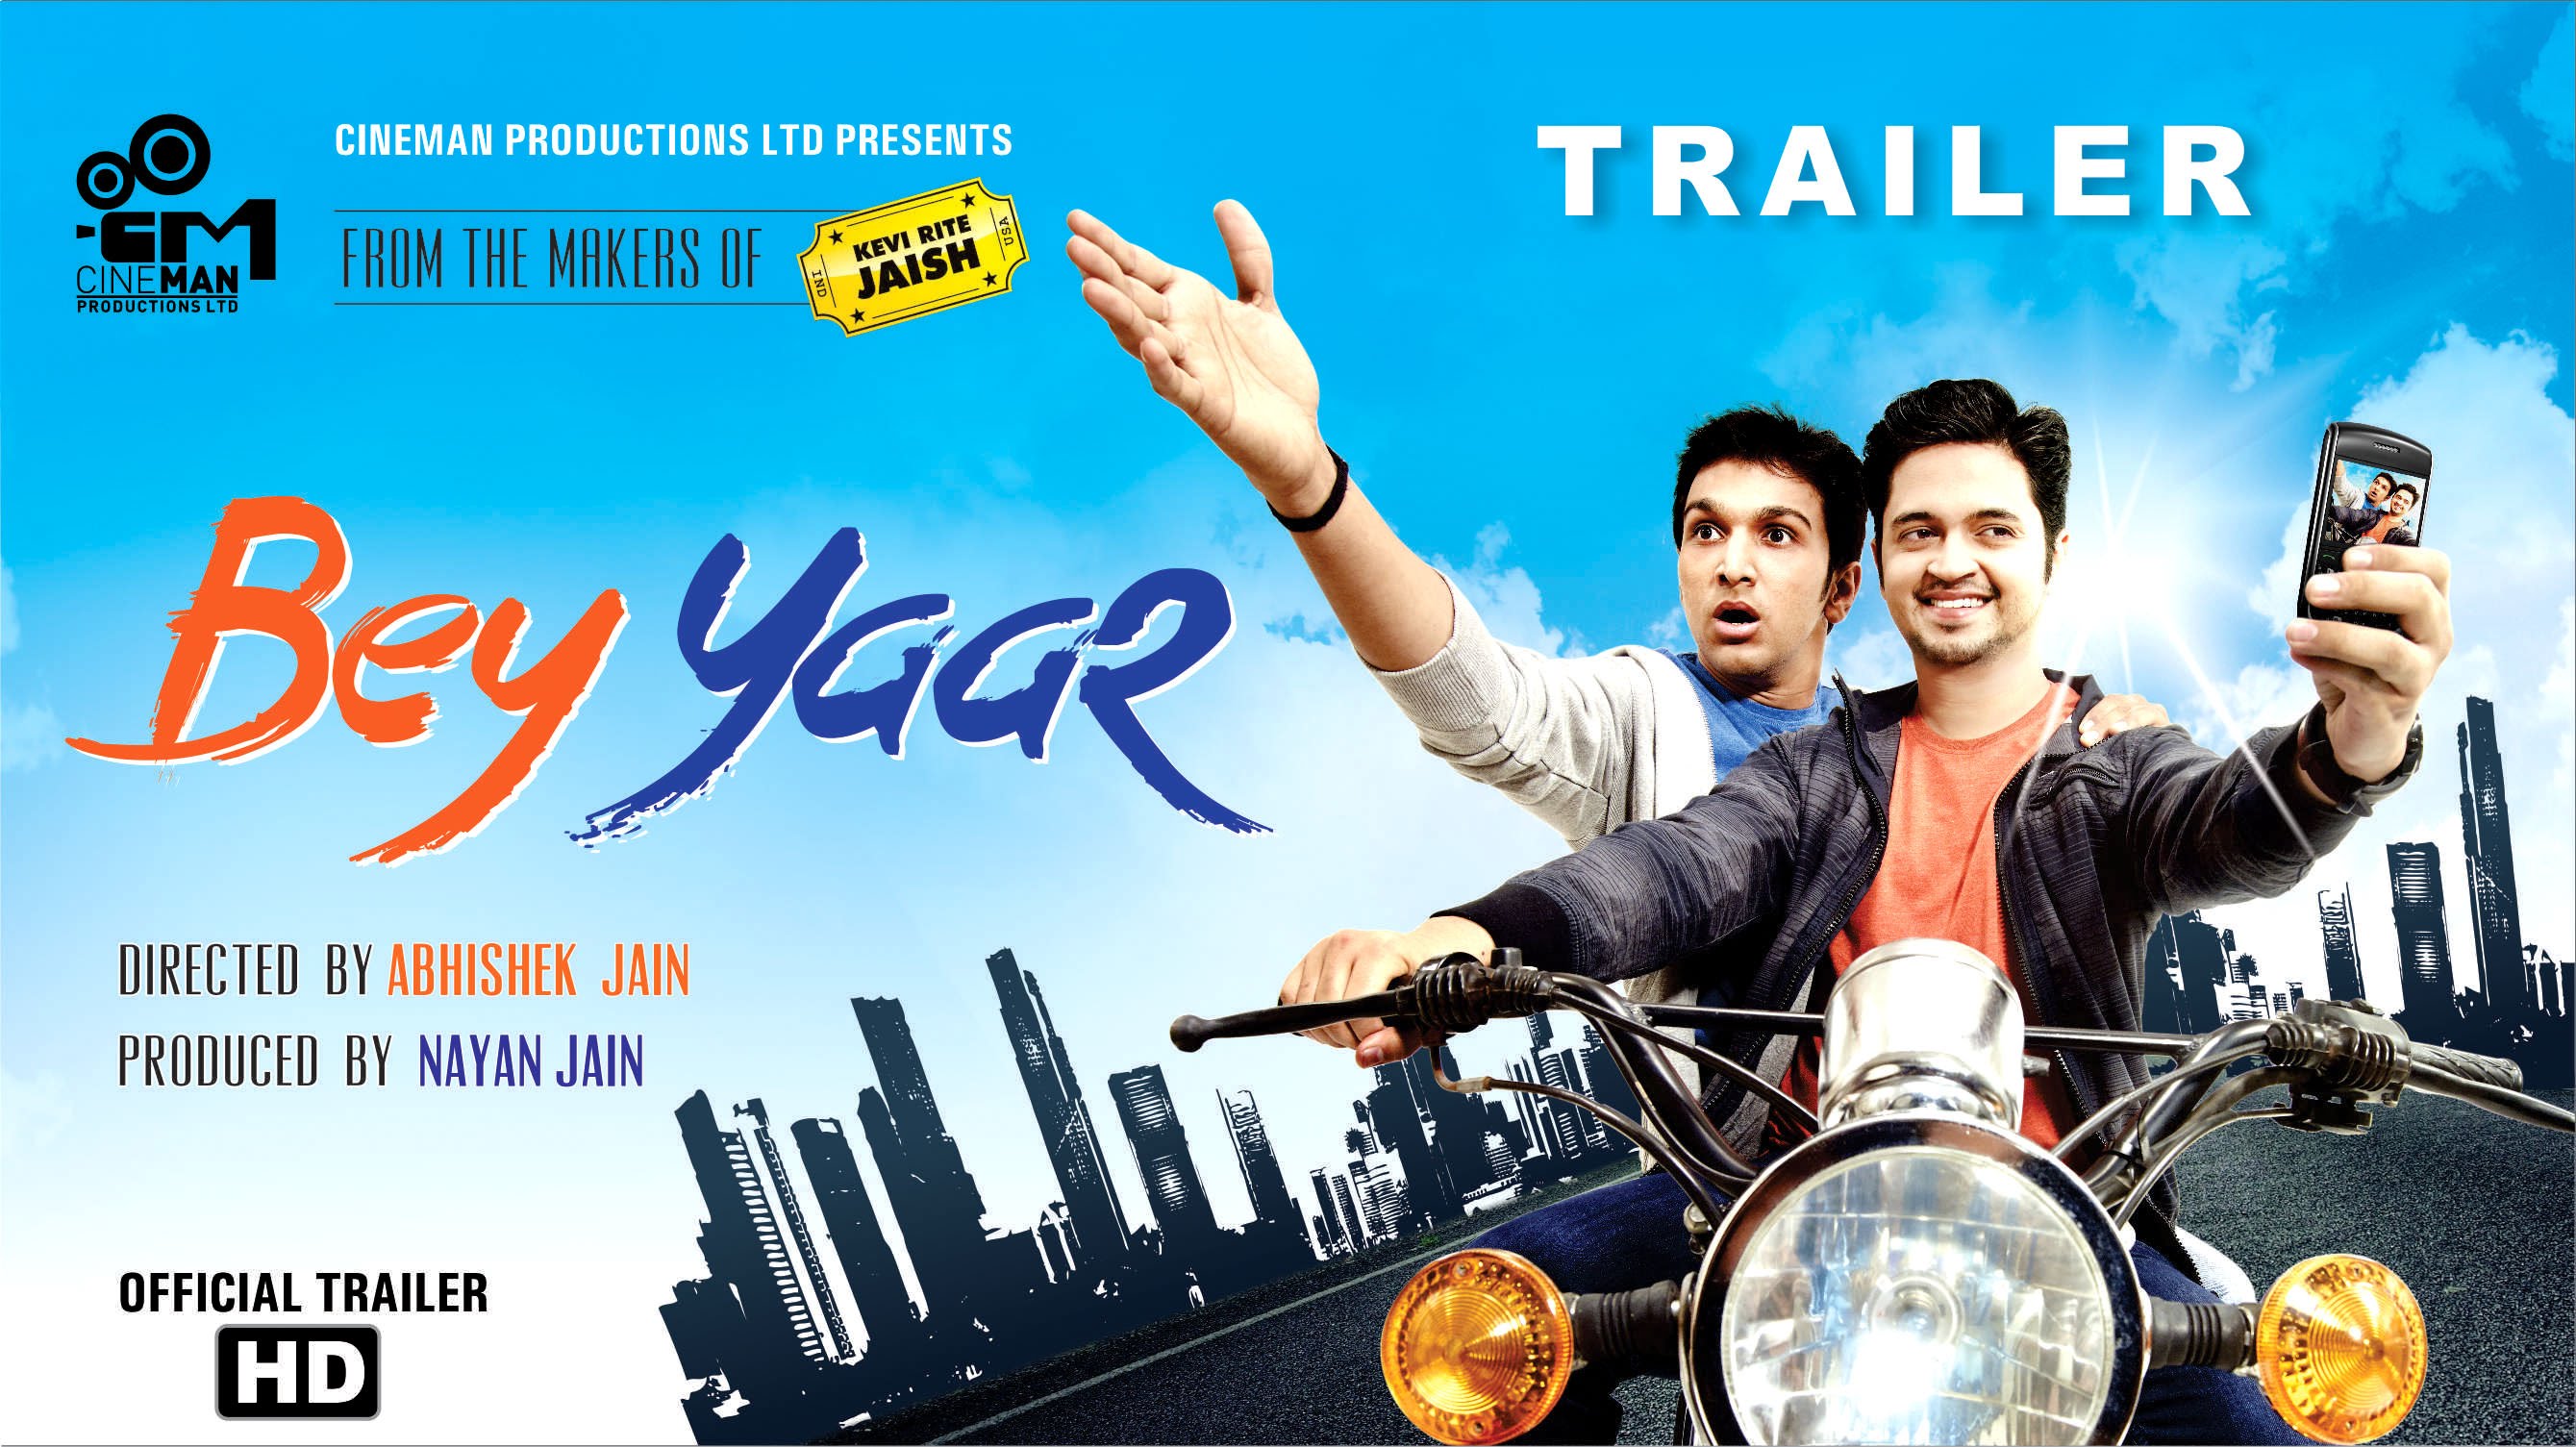 CINEMAN PRODUCTIONS LTD PRESENTS
TRAILER
CM
CINEMAN
PRODUCTIONS LTD
FROM THE MAKERS OF
IND
KEVI RITE
JAISH
USA
Bey Yaar
DIRECTED BY ABHISHEK JAIN
PRODUCED BY NAYAN JAIN
OFFICIAL TRAILER
HD